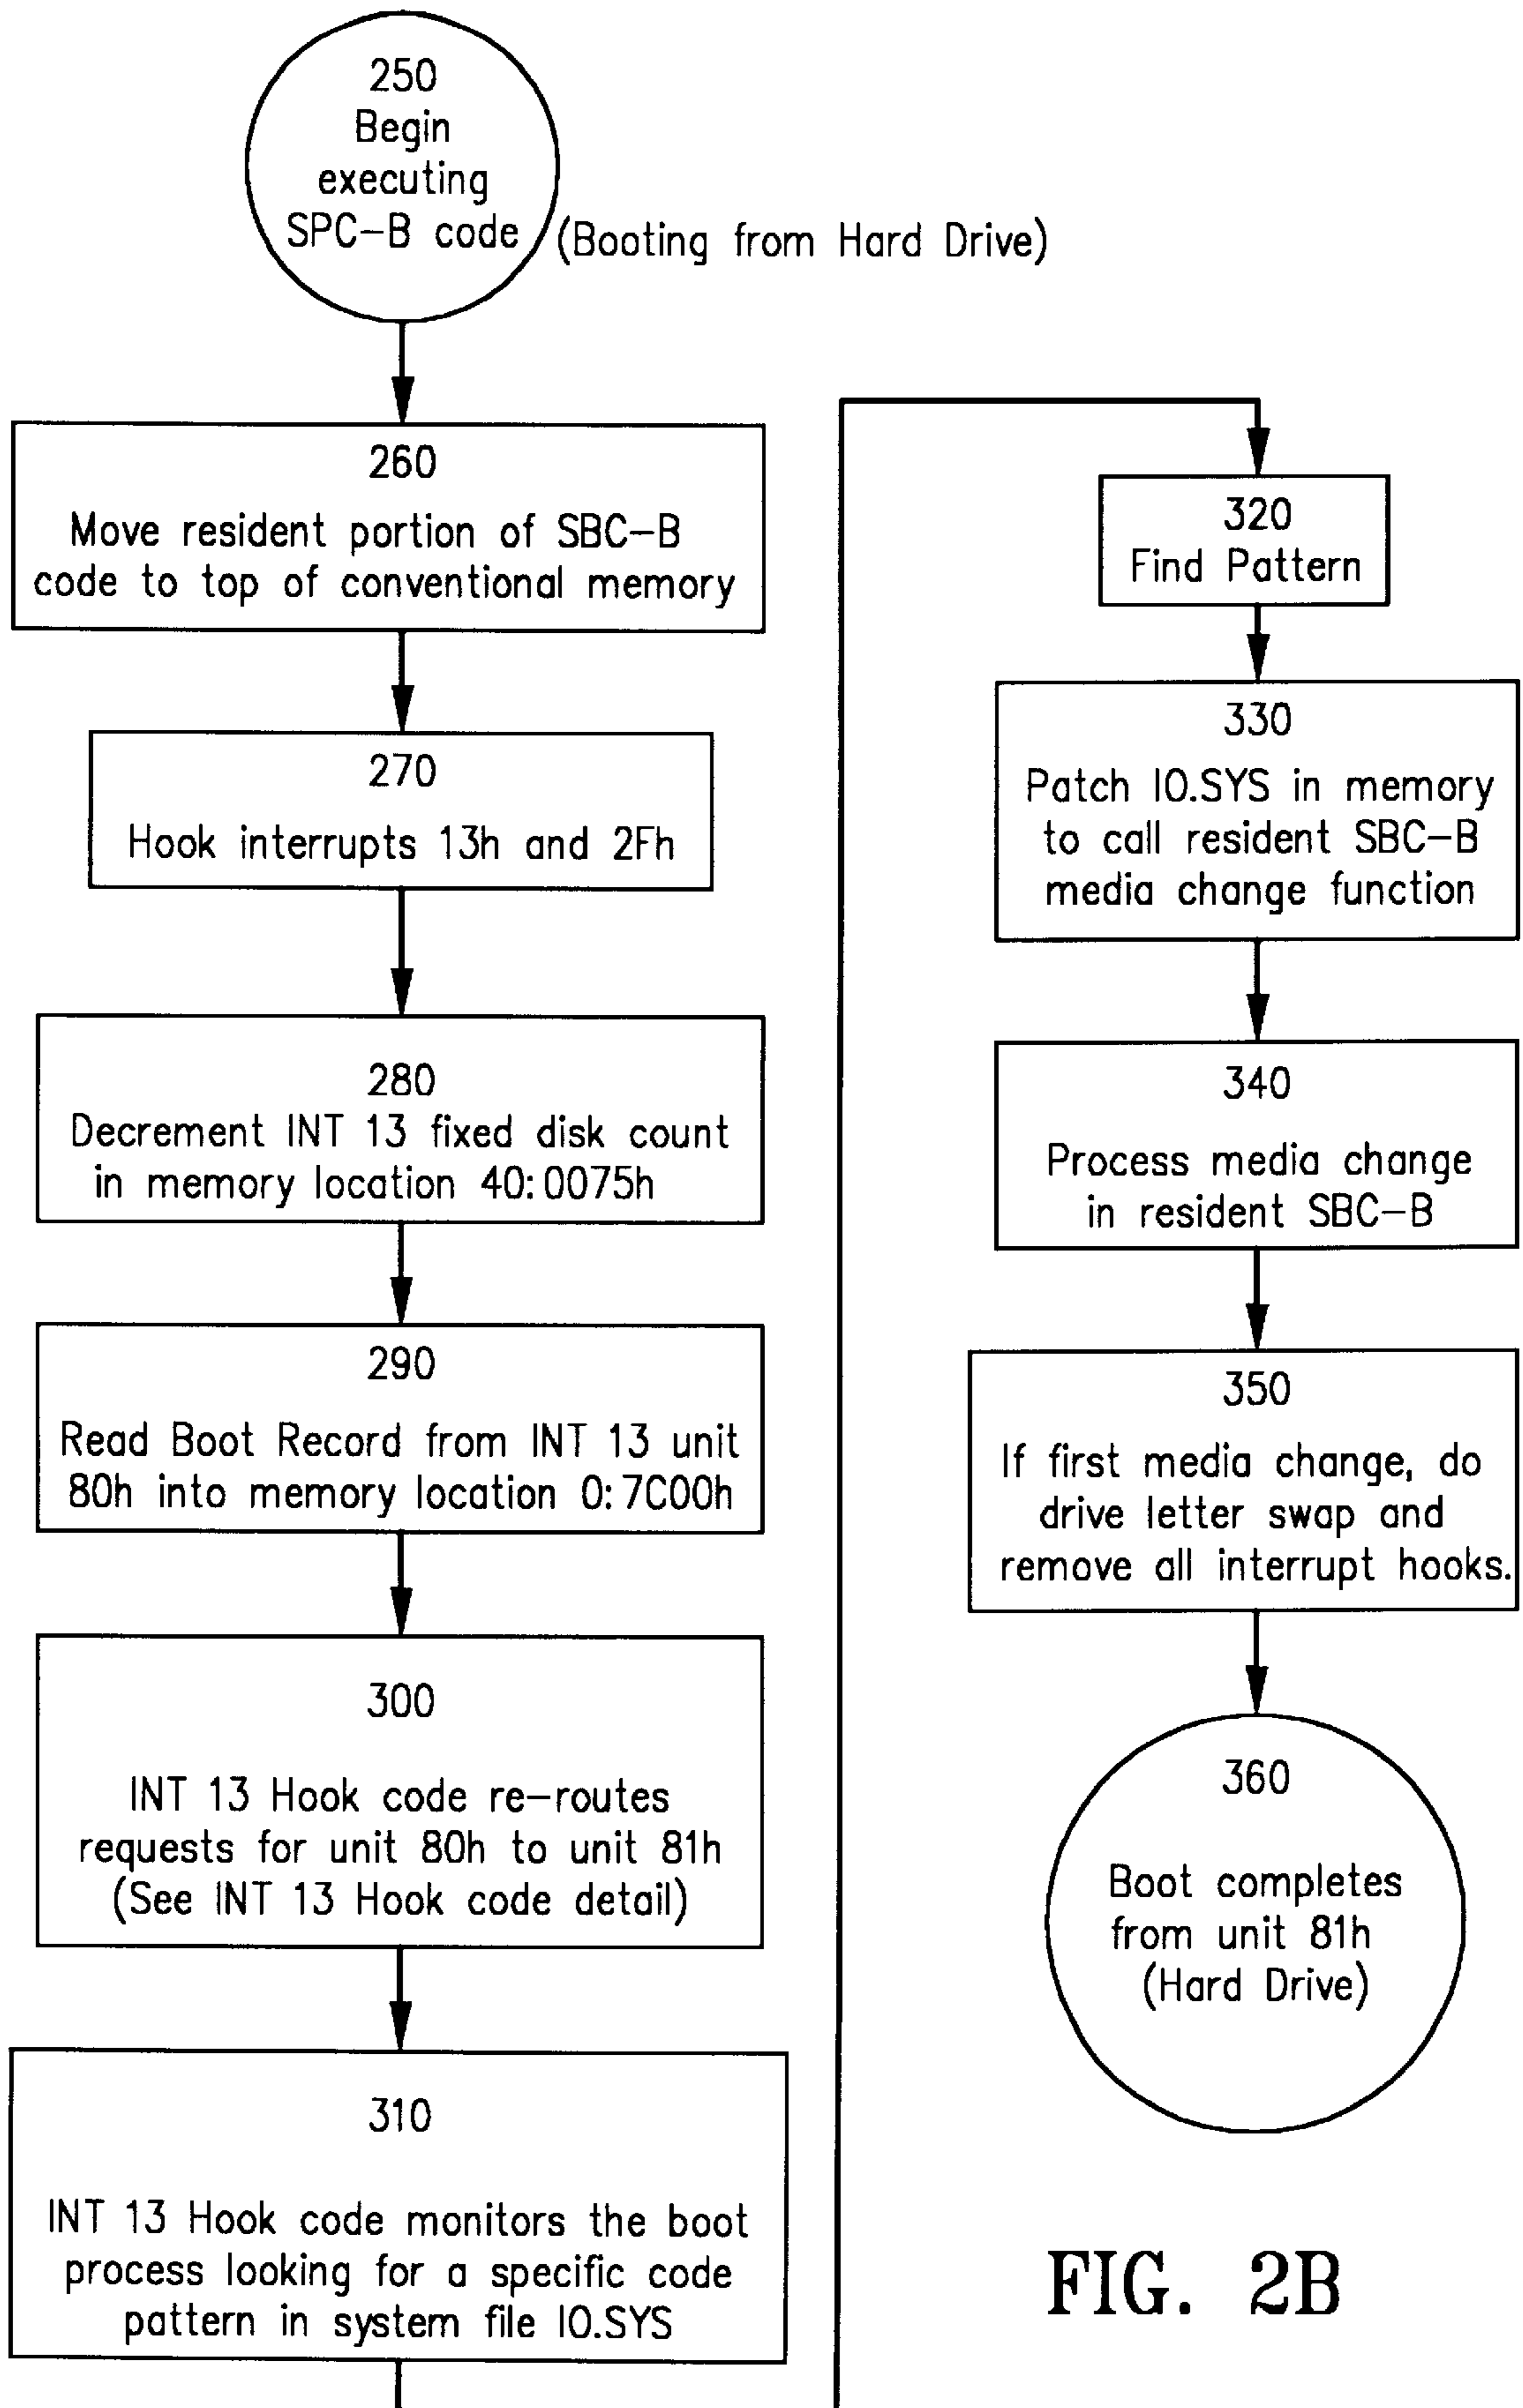 250
Begin
executing
SPC-B code
(Booting from Hard Drive)
260
Move resident portion of SBC-B
code to top of conventional memory
270
Hook interrupts 13h and 2Fh
280
Decrement INT 13 fixed disk count
in memory location 40:0075h
290
Read Boot Record from INT 13 unit
80h into memory location 0:7C00h
300
INT 13 Hook code re-routes
requests for unit 80h to unit 81h
(See INT 13 Hook code detail)
310
INT 13 Hook code monitors the boot
process looking for a specific code
pattern in system file IO.SYS
320
Find Pattern
330
Patch IO.SYS in memory
to call resident SBC-B
media change function
340
Process media change
in resident SBC-B
350
If first media change, do
drive letter swap and
remove all interrupt hooks.
360
Boot completes
from unit 81h
(Hard Drive)
FIG. 2B